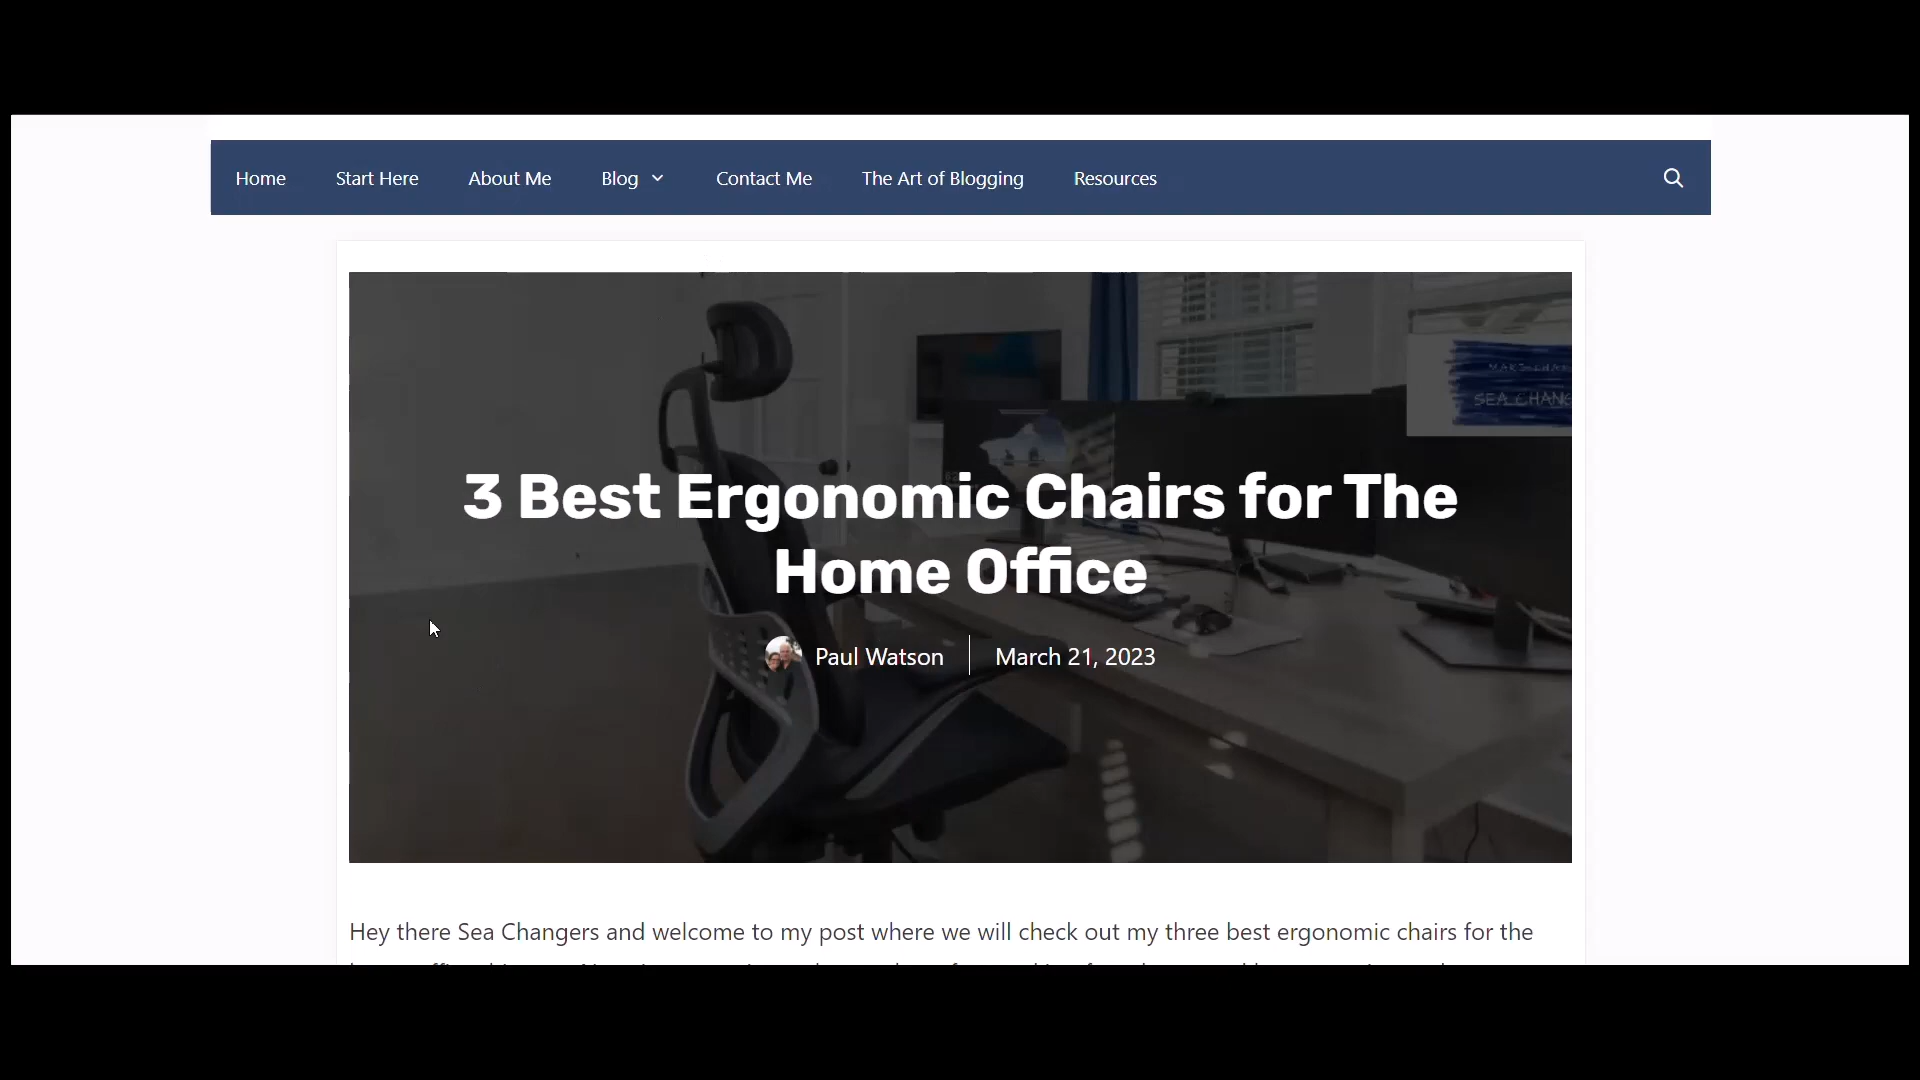 Home Start Here About Me Blog Contact Me The Art of Blogging Resources
SEA CHANG
3 Best Ergonomic Chairs for The
Home Office
Paul Watson March 21, 2023
Hey there Sea Changers and welcome to my post where we will check out my three best ergonomic chairs for the